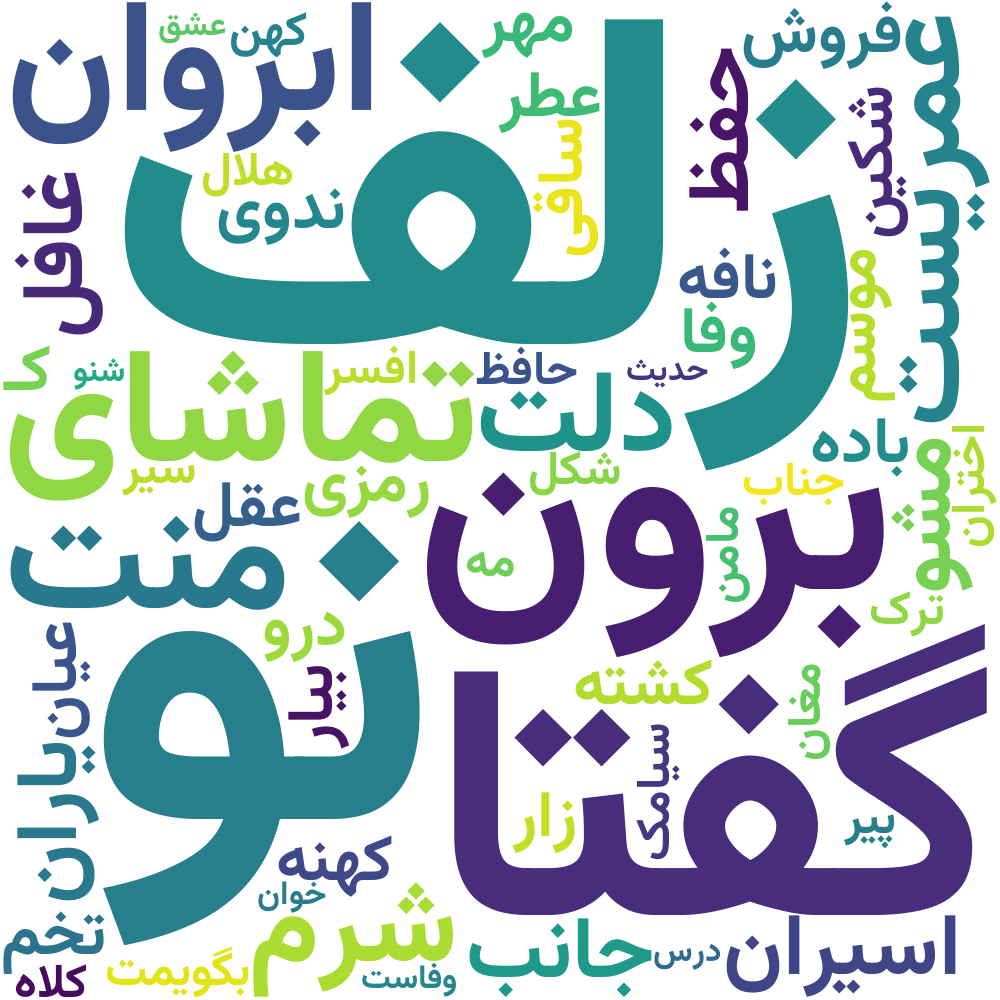 زلف
گفتا
نو
برون
تماشای
ابروان
منت
عمریست
دلت
شرم
جانب
اسیران
مشو
غافل
حفظ
یاران
عیان
عشق
کهن
مهر
عطر
ساقی
فروش
شکین
هلال
ندوی
نافه
وفا
موسم
ک
شنو
افسر
حافظ
حدیث
باده
اختران
سیر
رمزی
شکل
جناب
عقل
مه
مامن
ترک
درو
بیار
کشته
مغان
سیامک
زار
پیر
کهنه
خوان
تخم
کلاه
بگویمت
وفاست
درس